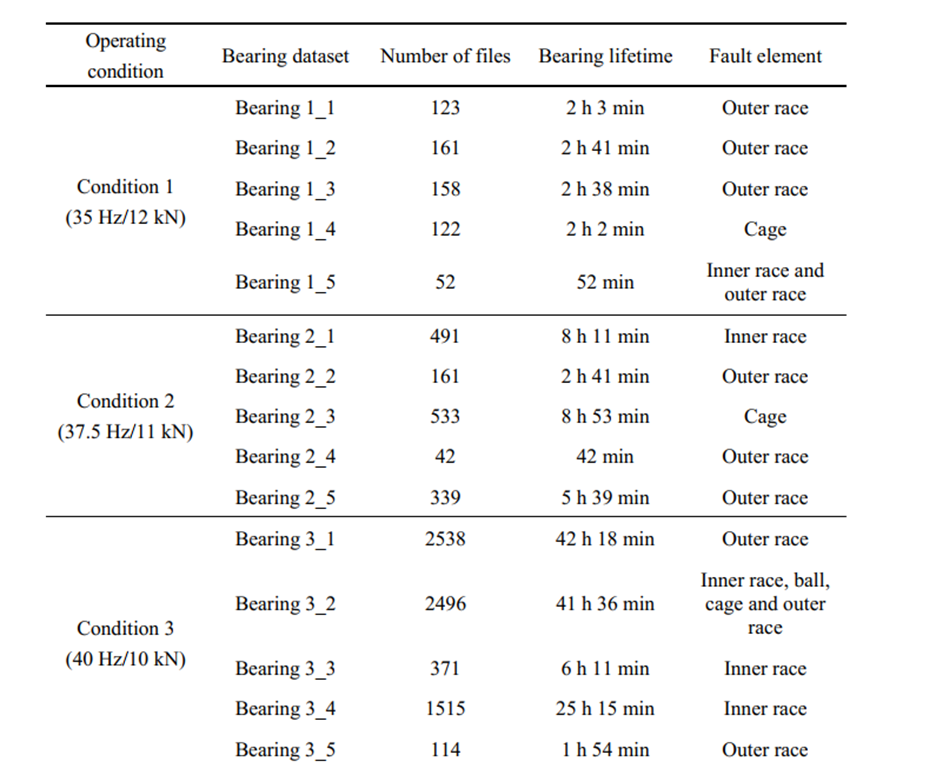 Operating condition Bearing dataset Number of files Bearing lifetime Fault element
Condition 1
(35 Hz/12 kN)
Bearing 1_1 123 2 h 3 min Outer race
Bearing 1_2 161 2 h 41 min Outer race
Bearing 1_3 158 2 h 38 min Outer race
Bearing 1_4 122 2 h 2 min Cage
Bearing 1_5 52 52 min Inner race and outer race
Condition 2
(37.5 Hz/11 kN)
Bearing 2_1 491 8 h 11 min Inner race
Bearing 2_2 161 2 h 41 min Outer race
Bearing 2_3 533 8 h 53 min Cage
Bearing 2_4 42 42 min Outer race
Bearing 2_5 339 5 h 39 min Outer race
Condition 3
(40 Hz/10 kN)
Bearing 3_1 2538 42 h 18 min Outer race
Bearing 3_2 2496 41 h 36 min Inner race, ball, cage and outer race
Bearing 3_3 371 6 h 11 min Inner race
Bearing 3_4 1515 25 h 15 min Inner race
Bearing 3_5 114 1 h 54 min Outer race